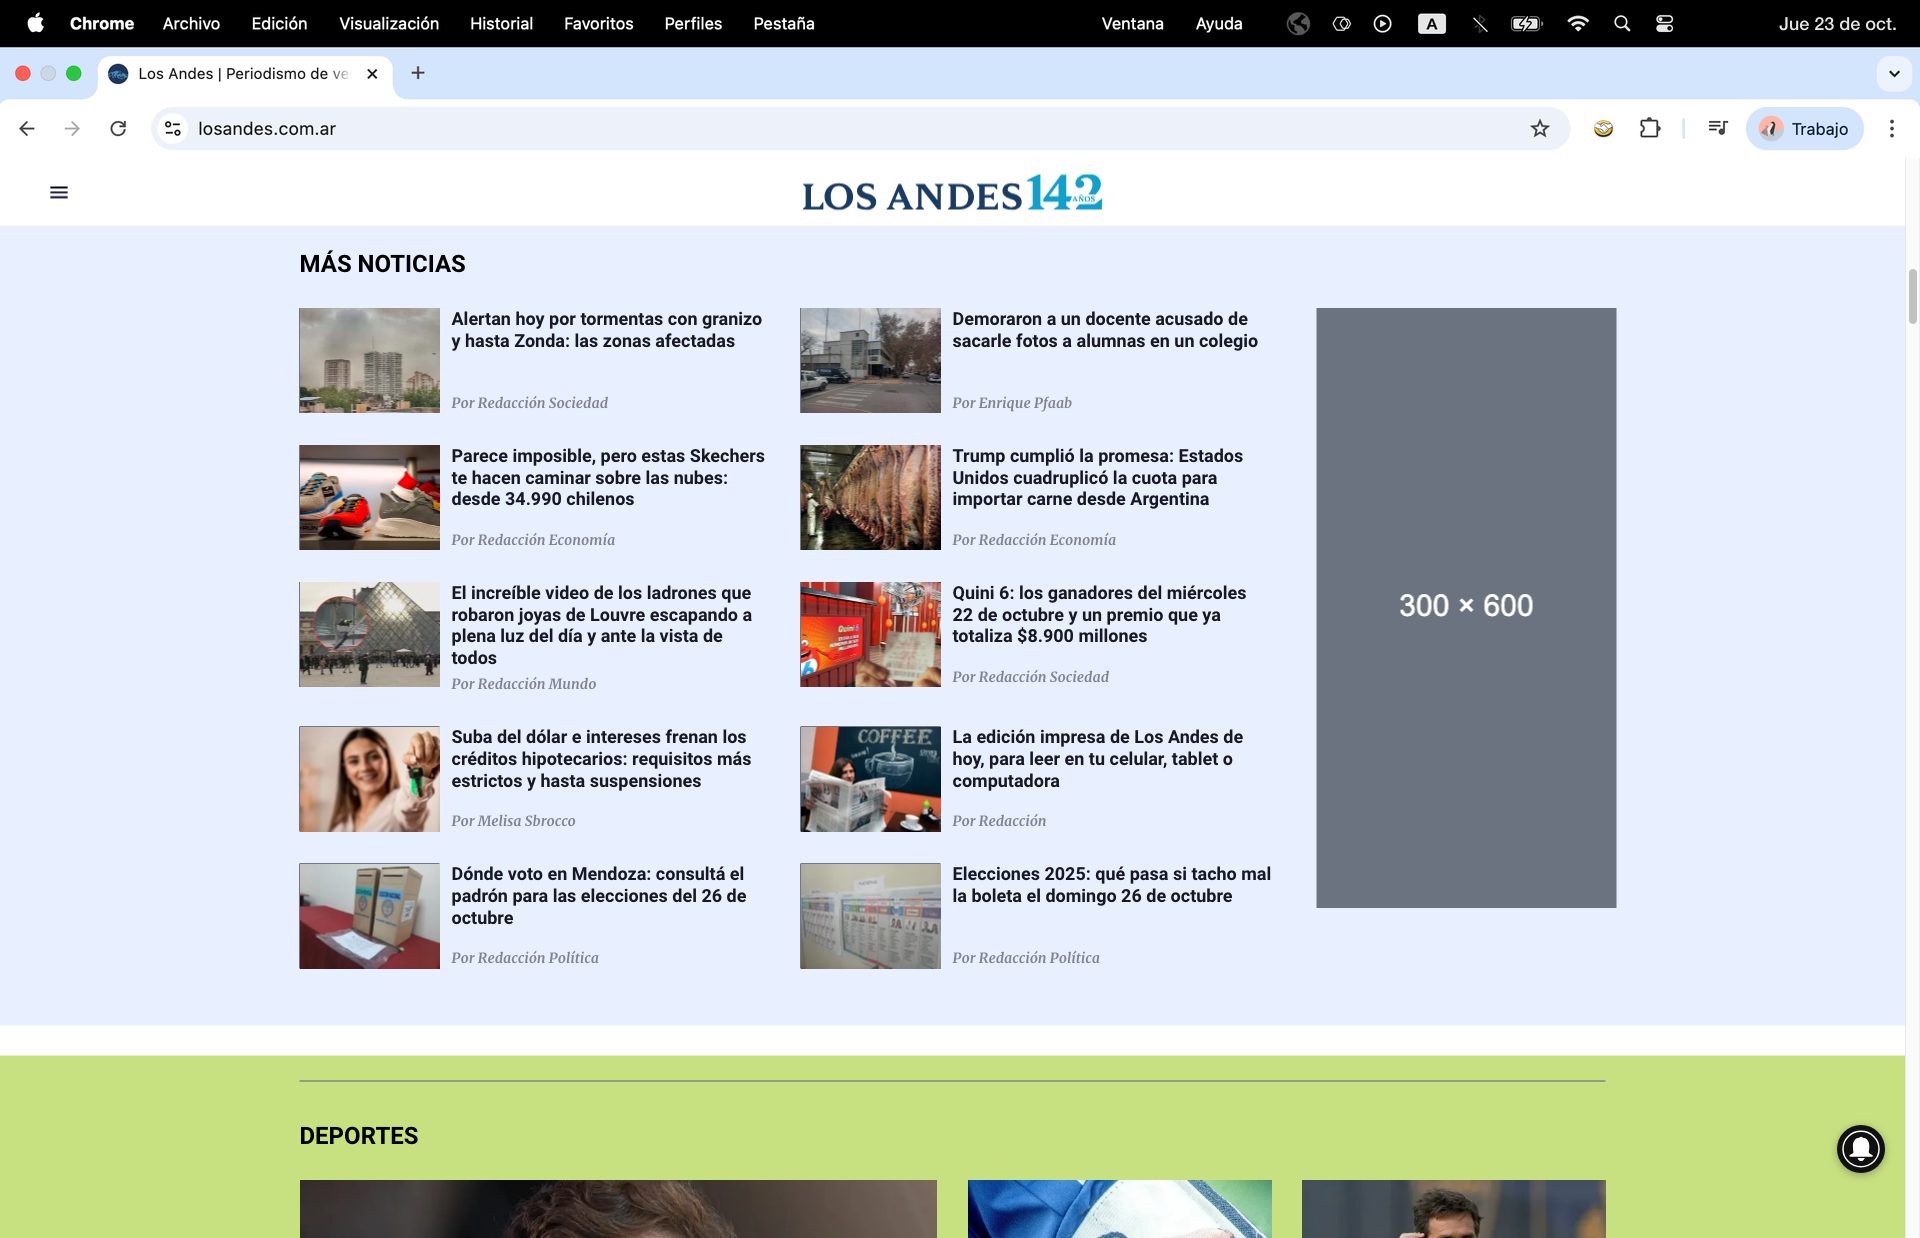 Chrome Archivo Edición Visualización Historial Favoritos Perfiles Pestaña Ventana Ayuda A Jue 23 de oct.
Los Andes | Periodismo de ve
losandes.com.ar
Trabajo
LOS ANDES 142 AÑOS
MÁS NOTICIAS
Alertan hoy por tormentas con granizo
y hasta Zonda: las zonas afectadas
Por Redacción Sociedad
Demoraron a un docente acusado de
sacarle fotos a alumnas en un colegio
Por Enrique Pfaab
Parece imposible, pero estas Skechers
te hacen caminar sobre las nubes:
desde 34.990 chilenos
Por Redacción Economía
Trump cumplió la promesa: Estados
Unidos cuadruplicó la cuota para
importar carne desde Argentina
Por Redacción Economía
El increíble video de los ladrones que
robaron joyas de Louvre escapando a
plena luz del día y ante la vista de
todos
Por Redacción Mundo
Quini 6: los ganadores del miércoles
22 de octubre y un premio que ya
totaliza $8.900 millones
Por Redacción Sociedad
Suba del dólar e intereses frenan los
créditos hipotecarios: requisitos más
estrictos y hasta suspensiones
Por Melisa Sbrocco
COFFEE
La edición impresa de Los Andes de
hoy, para leer en tu celular, tablet o
computadora
Por Redacción
Dónde voto en Mendoza: consultá el
padrón para las elecciones del 26 de
octubre
Por Redacción Política
Elecciones 2025: qué pasa si tacho mal
la boleta el domingo 26 de octubre
Por Redacción Política
300 × 600
DEPORTES